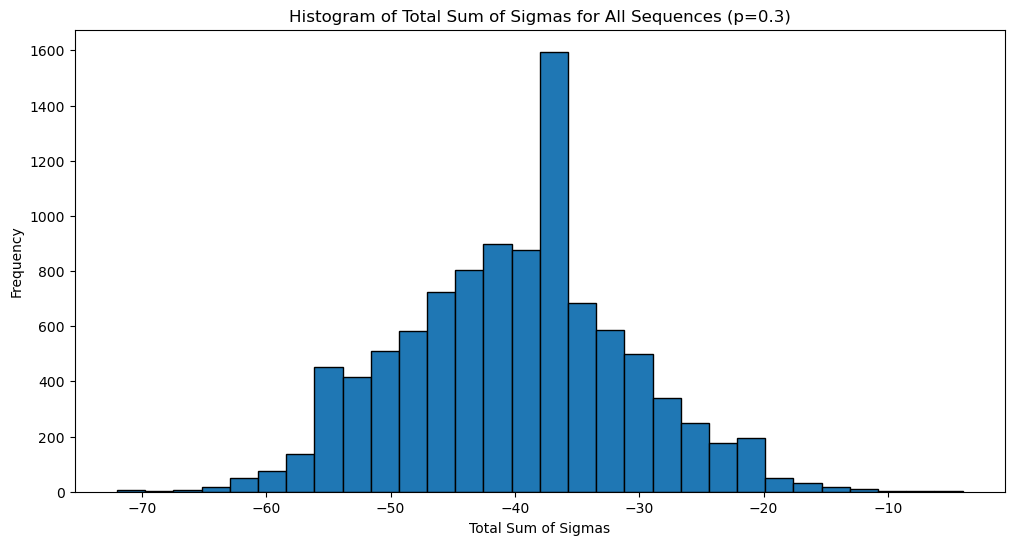 Histogram of Total Sum of Sigmas for All Sequences (p=0.3)
1600
1400
1200
1000
800
600
400
200
0
Frequency
−70 −60 −50 −40 −30 −20 −10
Total Sum of Sigmas